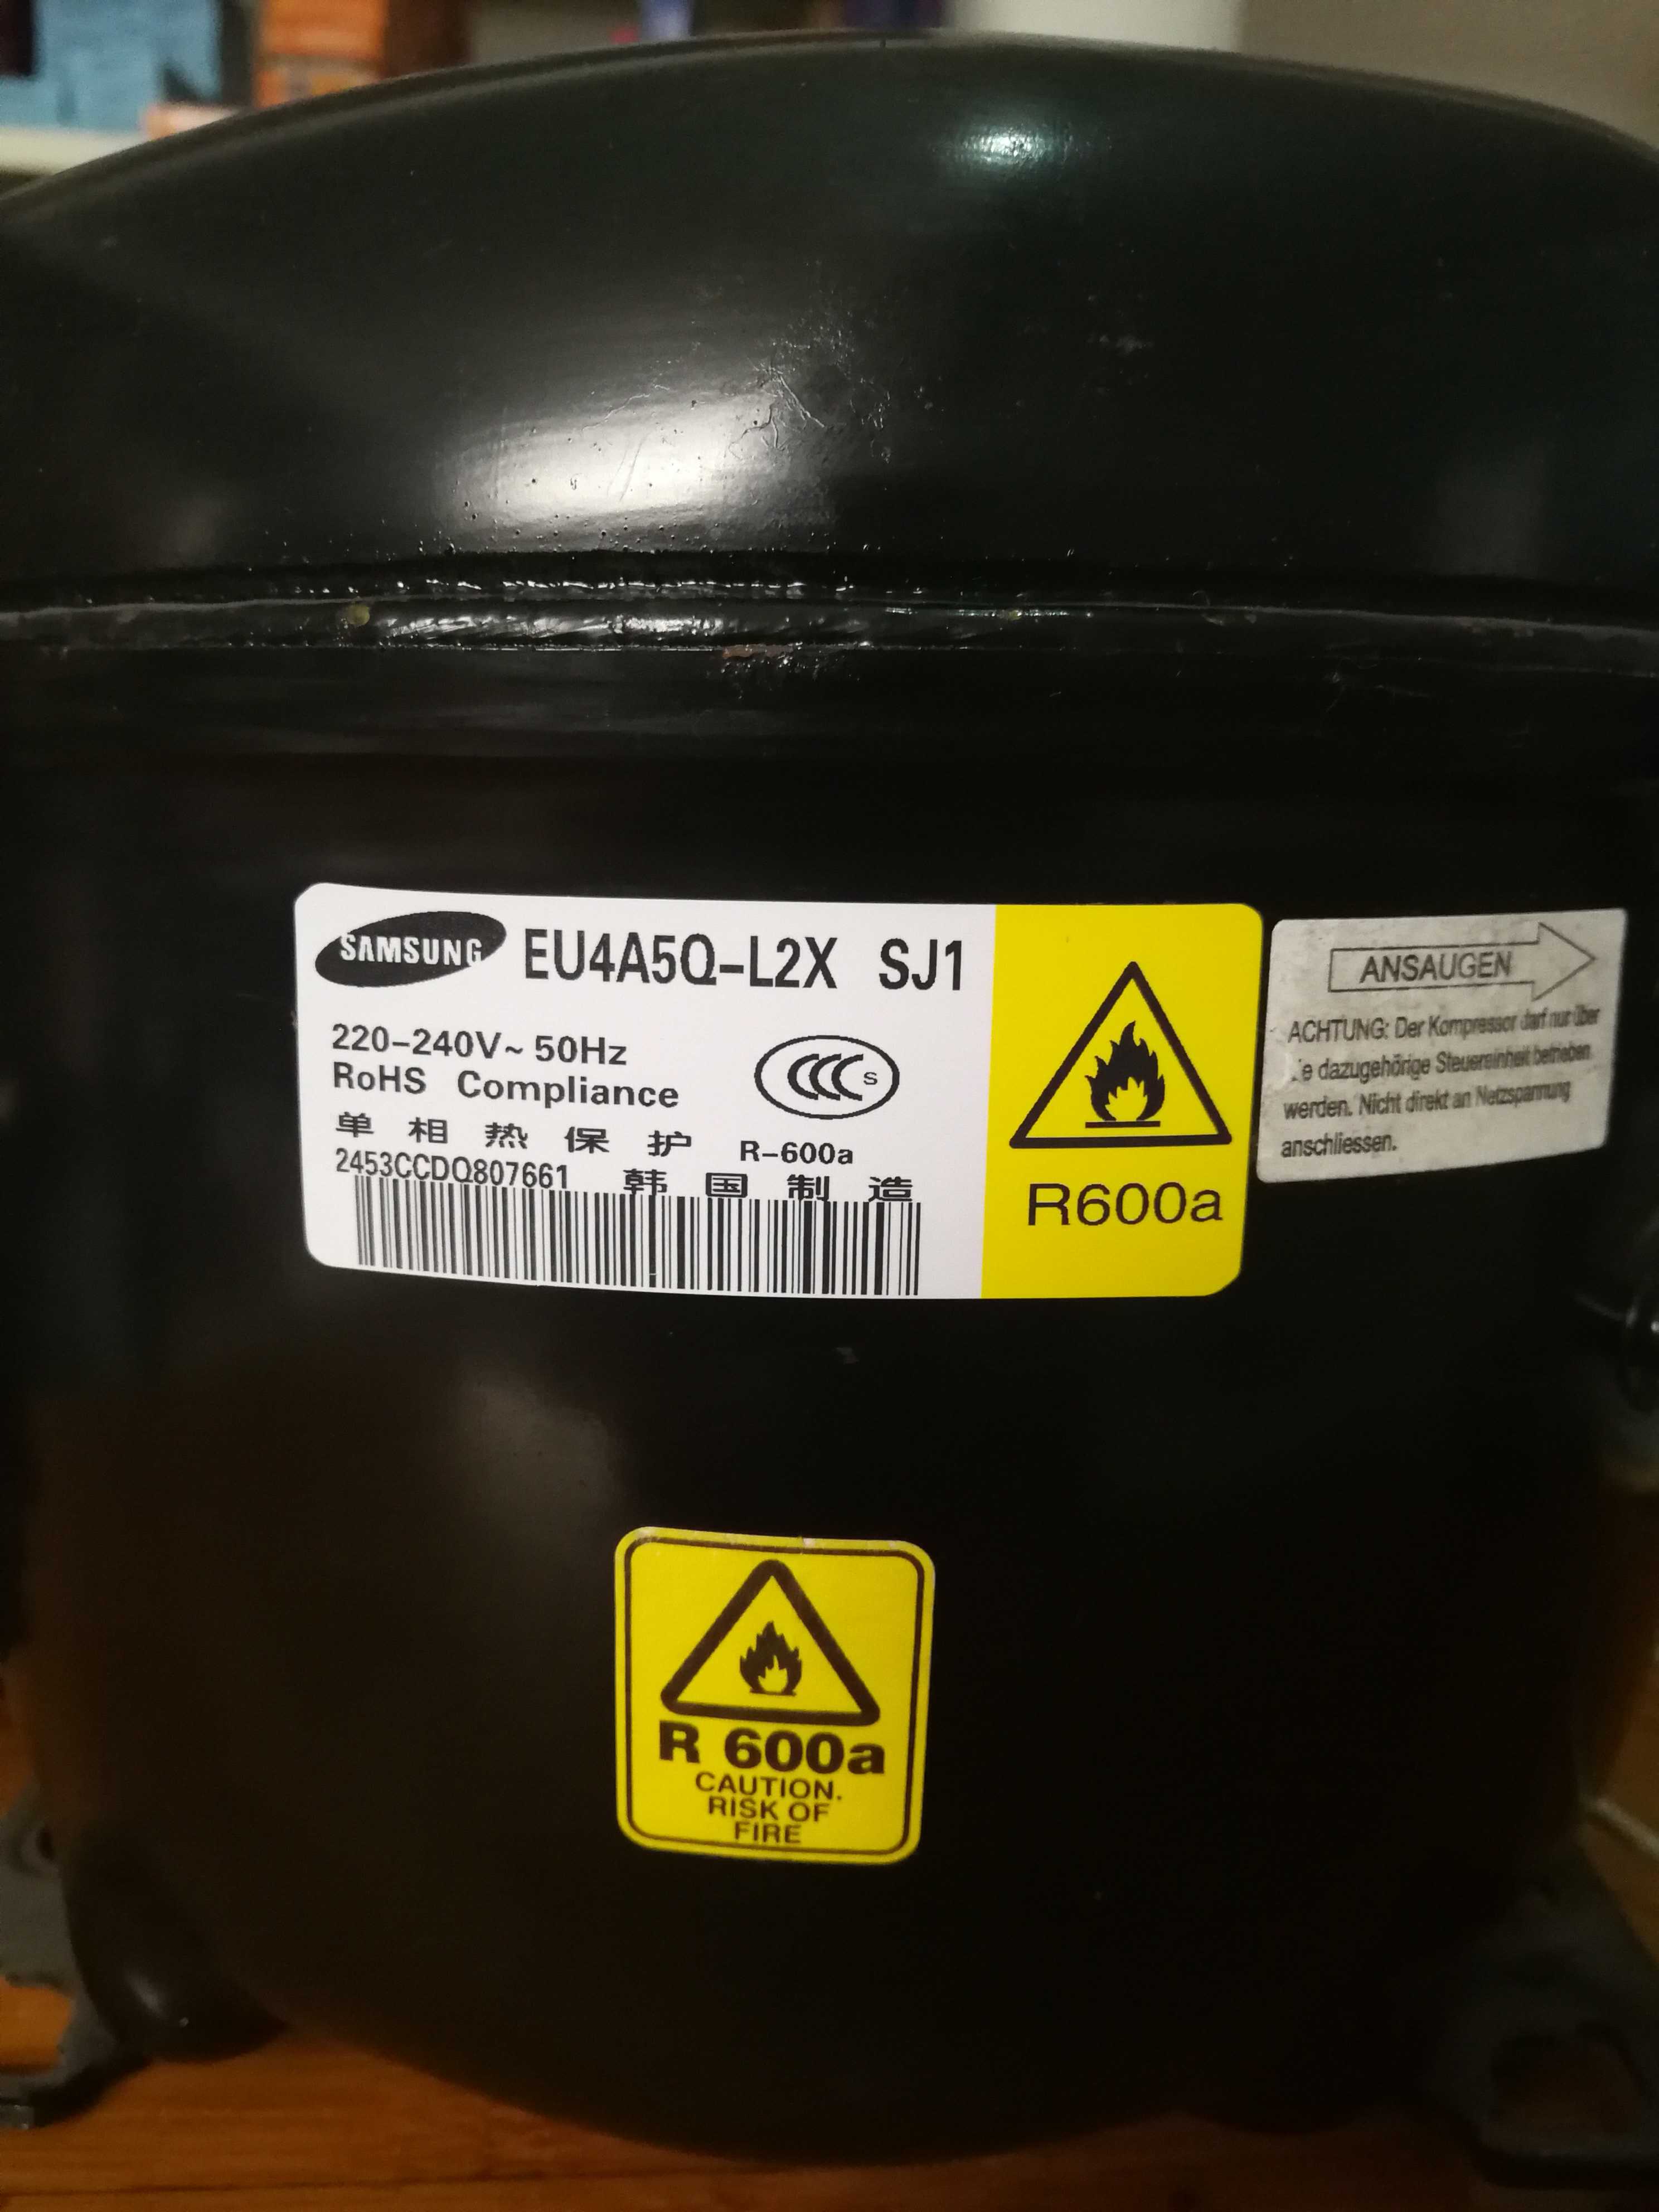 SAMSUNG EU4A5Q-L2X SJ1
220-240V~ 50Hz
RoHS Compliance
CCC S
单相热保护 R-600a
2453CCDQ807661 韩国制造
R600a
ANSAUGEN
ACHTUNG: Der Kompressor darf nur über
e dazugehörige Steuereinheit betrieben
werden. Nicht direkt an Netzspannung
anschliessen.
R 600a
CAUTION.
RISK OF
FIRE